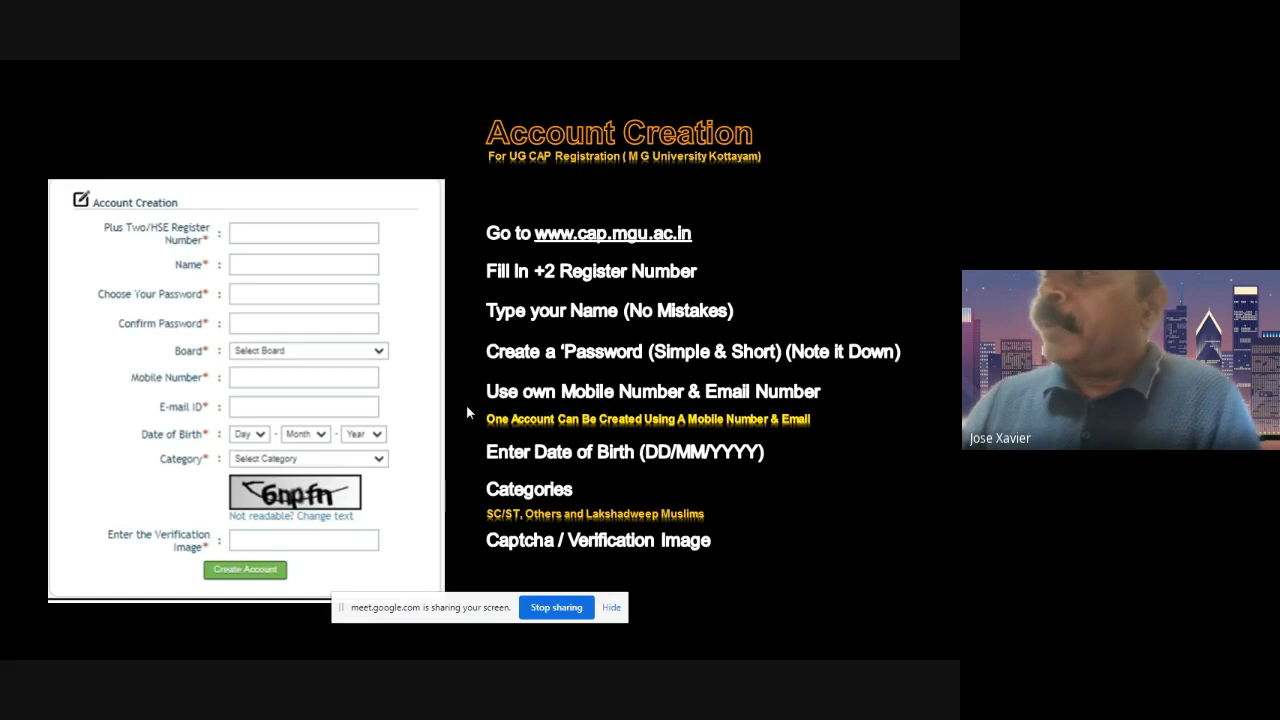 Account Creation
For UG CAP Registration ( M G University Kottayam)
Account Creation
Plus Two/HSE Register
Number* :
Name* :
Choose Your Password* :
Confirm Password* :
Board* : Select Board
Mobile Number* :
E-mail ID* :
Date of Birth* : Day - Month - Year
Category* : Select Category
6npfn
Not readable? Change text
Enter the Verification
Image* :
Create Account
Go to www.cap.mgu.ac.in
Fill In +2 Register Number
Type your Name (No Mistakes)
Create a ‘Password (Simple & Short) (Note it Down)
Use own Mobile Number & Email Number
One Account Can Be Created Using A Mobile Number & Email
Enter Date of Birth (DD/MM/YYYY)
Categories
SC/ST, Others and Lakshadweep Muslims
Captcha / Verification Image
meet.google.com is sharing your screen. Stop sharing Hide
Jose Xavier